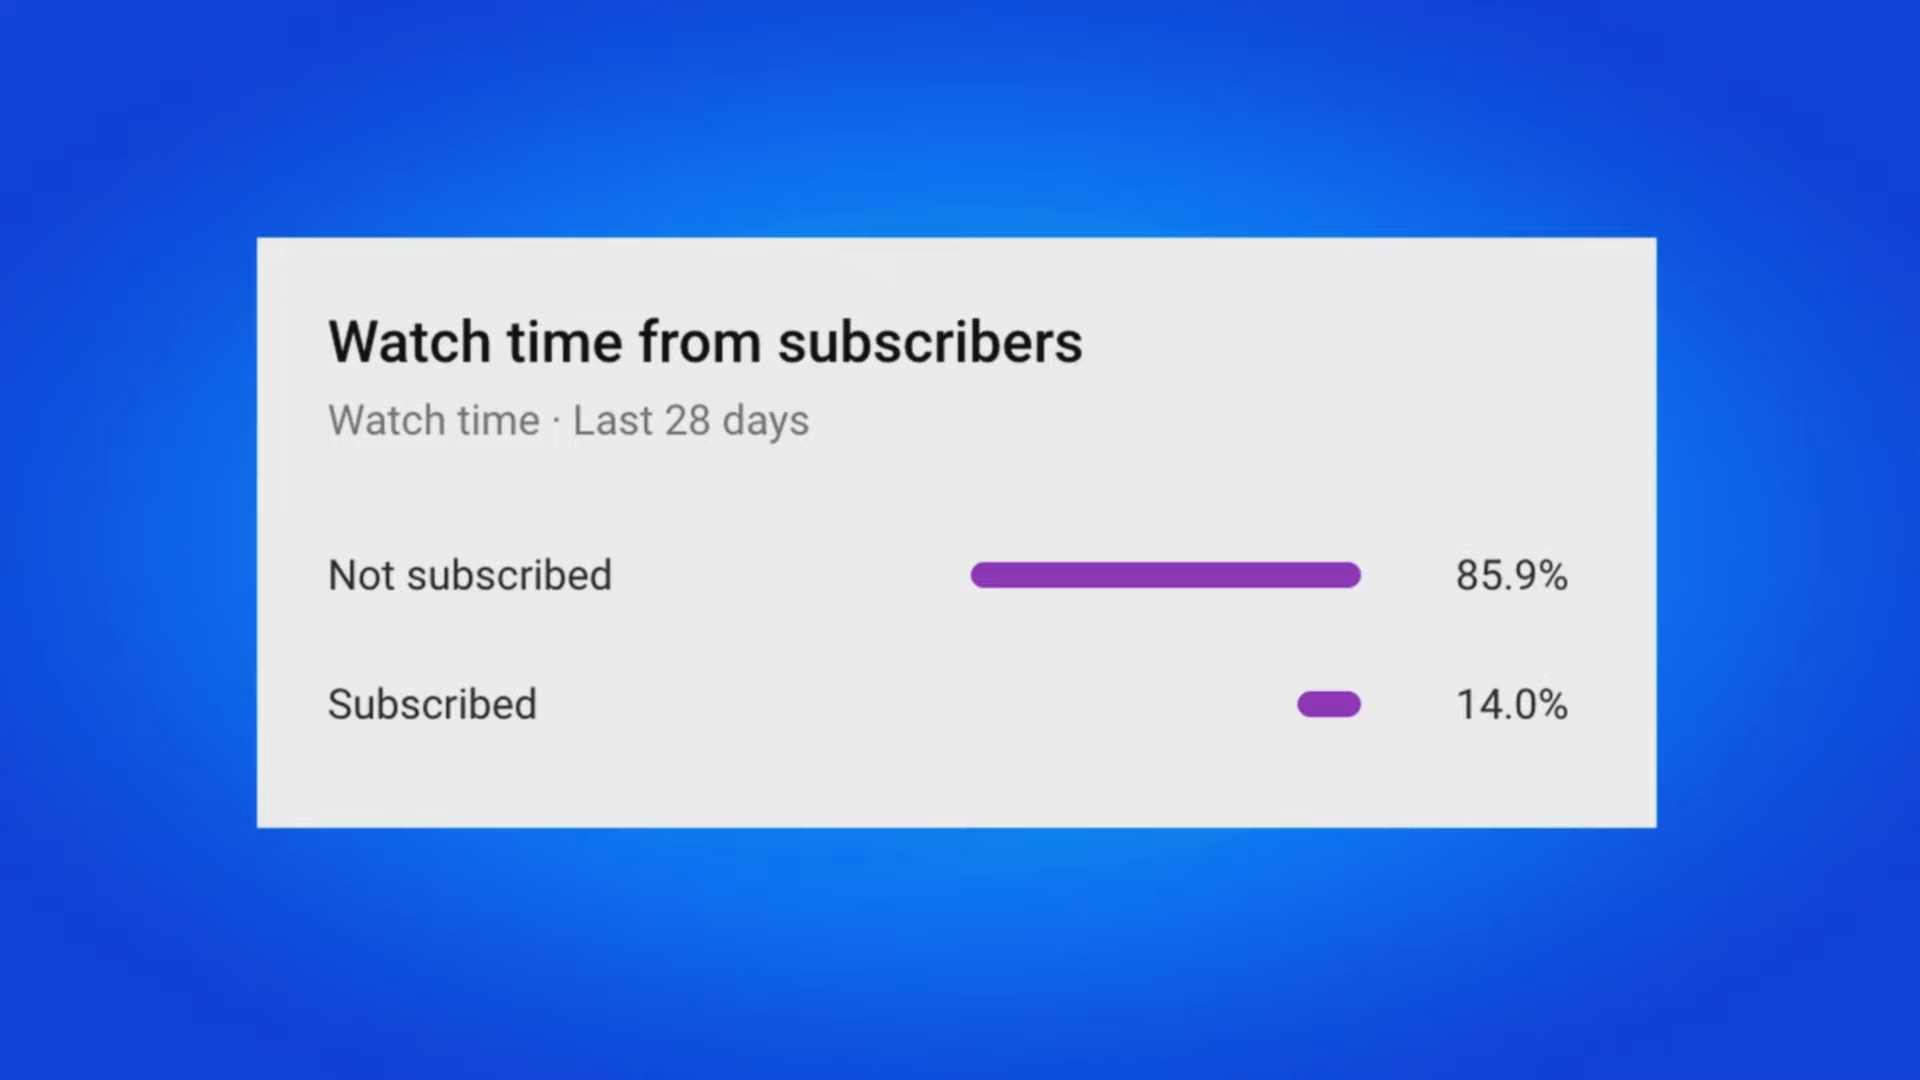 Watch time from subscribers
Watch time · Last 28 days
Not subscribed 85.9%
Subscribed 14.0%